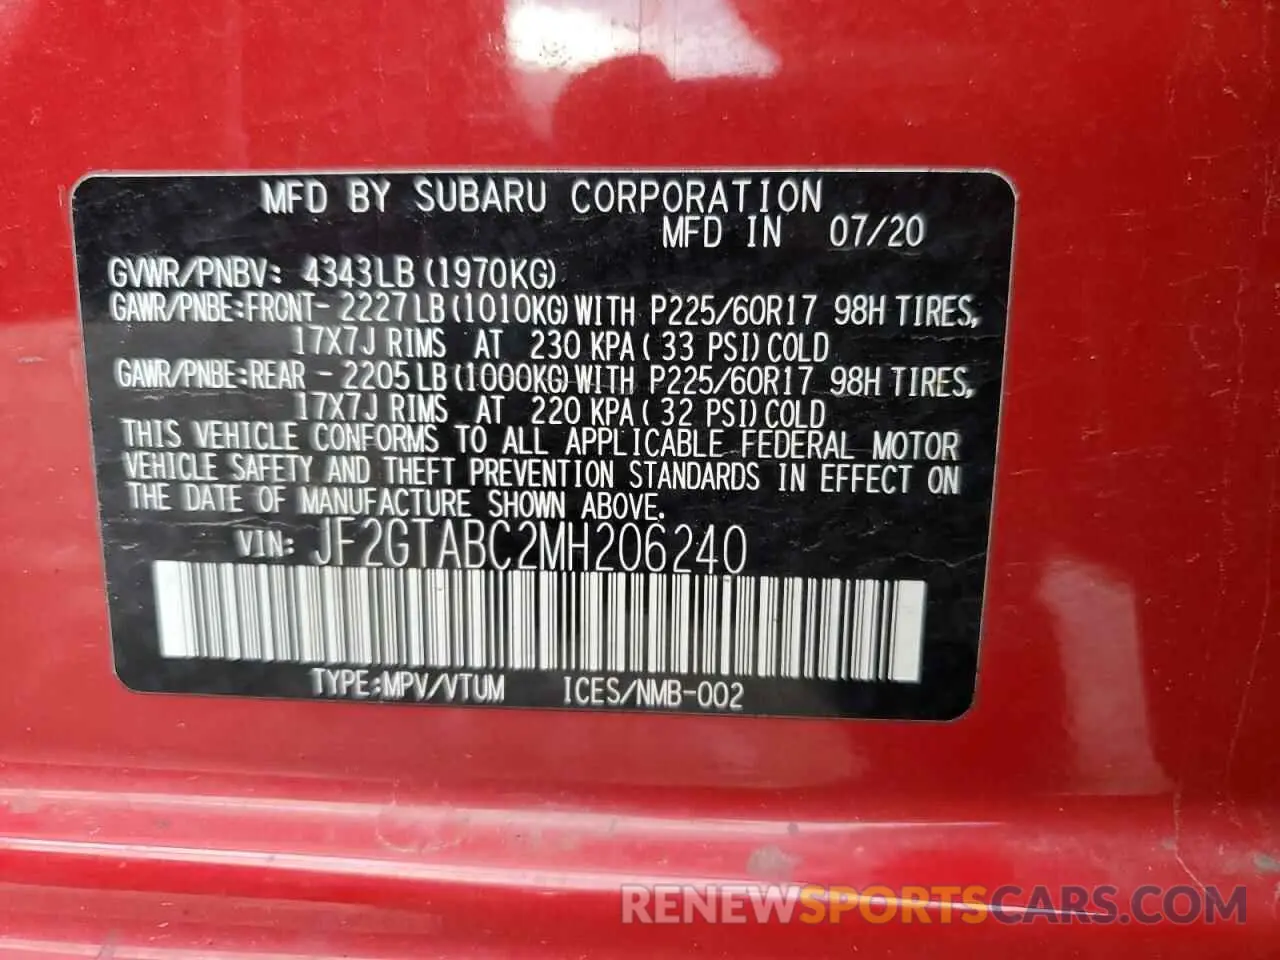 MFD BY SUBARU CORPORATION
MFD IN 07/20
GVWR/PNBV: 4343LB (1970KG)
GAWR/PNBE:FRONT- 2227LB (1010KG) WITH P225/60R17 98H TIRES,
17X7J RIMS AT 230 KPA ( 33 PSI) COLD
GAWR/PNBE:REAR - 2205LB (1000KG) WITH P225/60R17 98H TIRES,
17X7J RIMS AT 220 KPA ( 32 PSI) COLD
THIS VEHICLE CONFORMS TO ALL APPLICABLE FEDERAL MOTOR
VEHICLE SAFETY AND THEFT PREVENTION STANDARDS IN EFFECT ON
THE DATE OF MANUFACTURE SHOWN ABOVE.
VIN: JF2GTABC2MH206240
TYPE:MPV/VTUM ICES/NMB-002
RENEWSPORTSCARS.COM